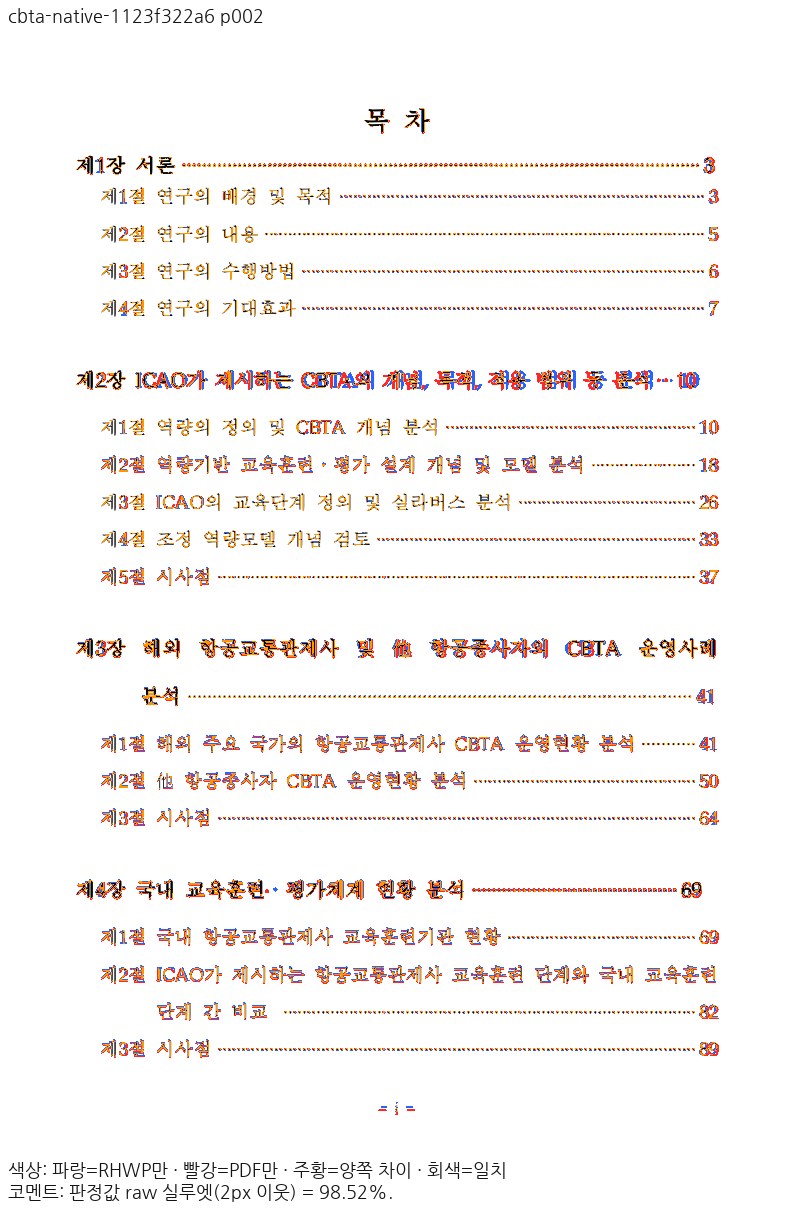 cbta-native-1123f322a6 p002
목 차
제1장 서론 3
제1절 연구의 배경 및 목적 3
제2절 연구의 내용 5
제3절 연구의 수행방법 6
제4절 연구의 기대효과 7
제2장 ICAO가 제시하는 CBTA의 개념, 목적, 적용 범위 등 분석 10
제1절 역량의 정의 및 CBTA 개념 분석 10
제2절 역량기반 교육훈련·평가 설계 개념 및 모델 분석 18
제3절 ICAO의 교육단계 정의 및 실라버스 분석 26
제4절 조정 역량모델 개념 검토 33
제5절 시사점 37
제3장 해외 항공교통관제사 및 他 항공종사자의 CBTA 운영사례
분석 41
제1절 해외 주요 국가의 항공교통관제사 CBTA 운영현황 분석 41
제2절 他 항공종사자 CBTA 운영현황 분석 50
제3절 시사점 64
제4장 국내 교육훈련·평가체계 현황 분석 69
제1절 국내 항공교통관제사 교육훈련기관 현황 69
제2절 ICAO가 제시하는 항공교통관제사 교육훈련 단계와 국내 교육훈련
단계 간 비교 82
제3절 시사점 89
- i -
색상: 파랑=RHWP만 · 빨강=PDF만 · 주황=양쪽 차이 · 회색=일치
코멘트: 판정값 raw 실루엣(2px 이웃) = 98.52%.